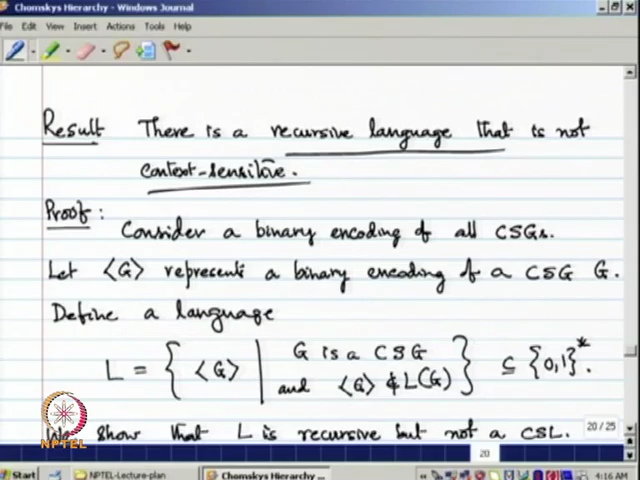 Chomskys Hierarchy - Windows Journal
File Edit View Insert Actions Tools Help
Result There is a recursive language that is not
context-sensitive.
Proof:
Consider a binary encoding of all CSGs.
Let ⟨G⟩ represents a binary encoding of a CSG G.
Define a language
L = { ⟨G⟩ | G is a CSG and ⟨G⟩ ∉ L(G) } ⊆ {0,1}*.
We show that L is recursive but not a CSL.
NPTEL
20/25
20
Start NPTEL-Lecture-plan Chomskys Hierarchy - ... 4:16 AM